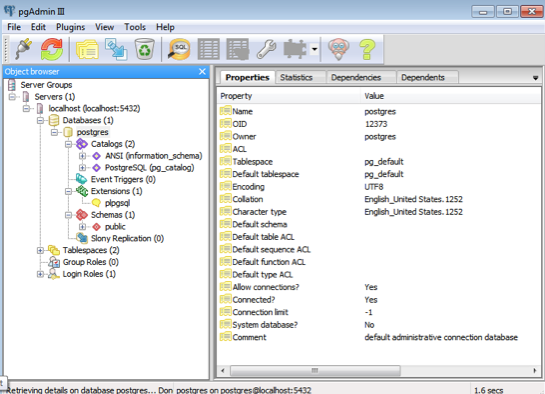 pgAdmin III
File Edit Plugins View Tools Help
SQL
Object browser
Server Groups
Servers (1)
localhost (localhost:5432)
Databases (1)
postgres
Catalogs (2)
ANSI (information_schema)
PostgreSQL (pg_catalog)
Event Triggers (0)
Extensions (1)
plpgsql
Schemas (1)
public
Slony Replication (0)
Tablespaces (2)
Group Roles (0)
Login Roles (1)
Properties Statistics Dependencies Dependents
Property Value
Name postgres
OID 12373
Owner postgres
ACL
Tablespace pg_default
Default tablespace pg_default
Encoding UTF8
Collation English_United States.1252
Character type English_United States.1252
Default schema
Default table ACL
Default sequence ACL
Default function ACL
Default type ACL
Allow connections? Yes
Connected? Yes
Connection limit -1
System database? No
Comment default administrative connection database
Retrieving details on database postgres... Don postgres on postgres@localhost:5432 1.6 secs